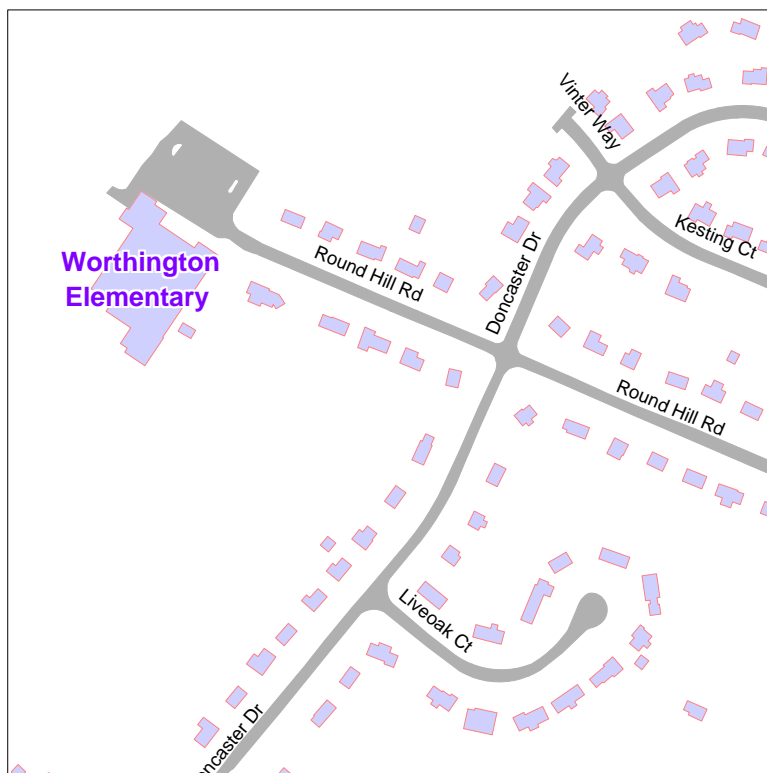 Vinter Way
Kesting Ct
Worthington
Elementary
Round Hill Rd
Doncaster Dr
Round Hill Rd
Liveoak Ct
ncaster Dr